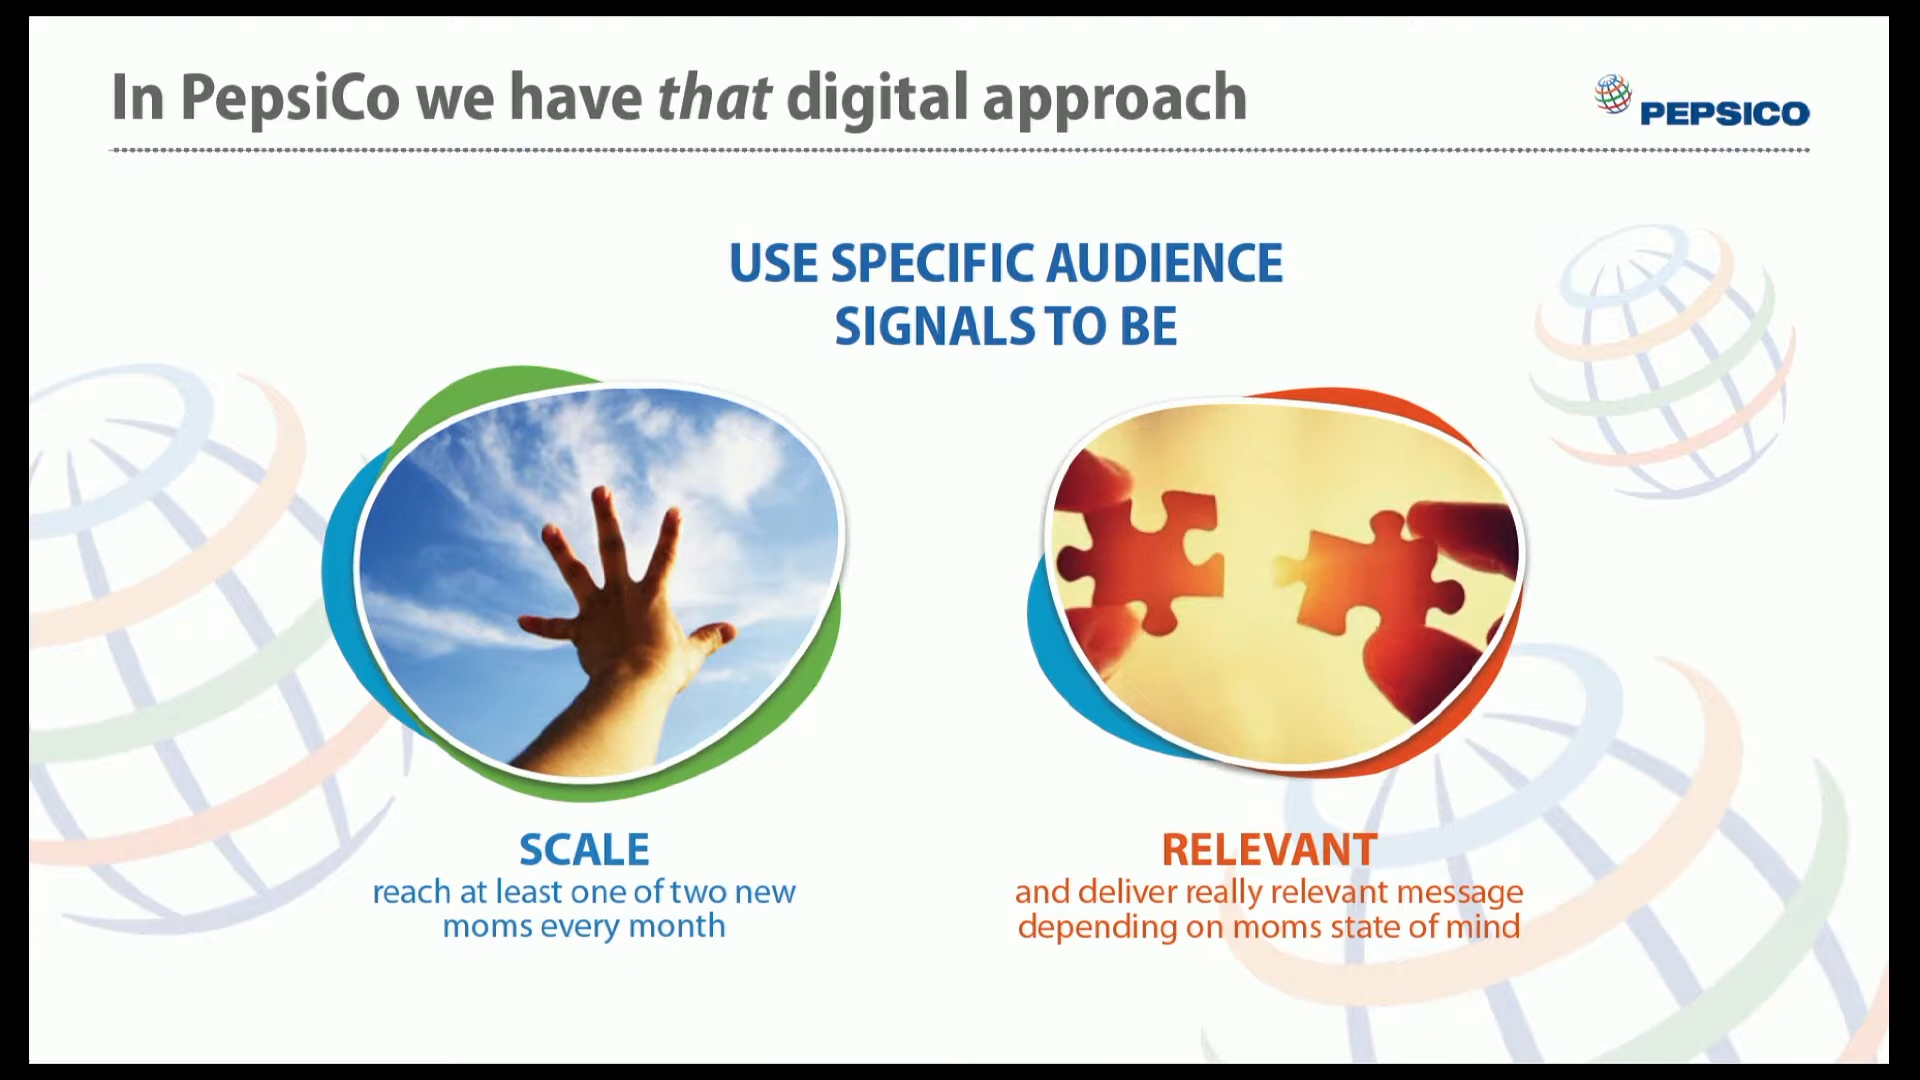 In PepsiCo we have that digital approach
PEPSICO
USE SPECIFIC AUDIENCE
SIGNALS TO BE
SCALE
reach at least one of two new
moms every month
RELEVANT
and deliver really relevant message
depending on moms state of mind